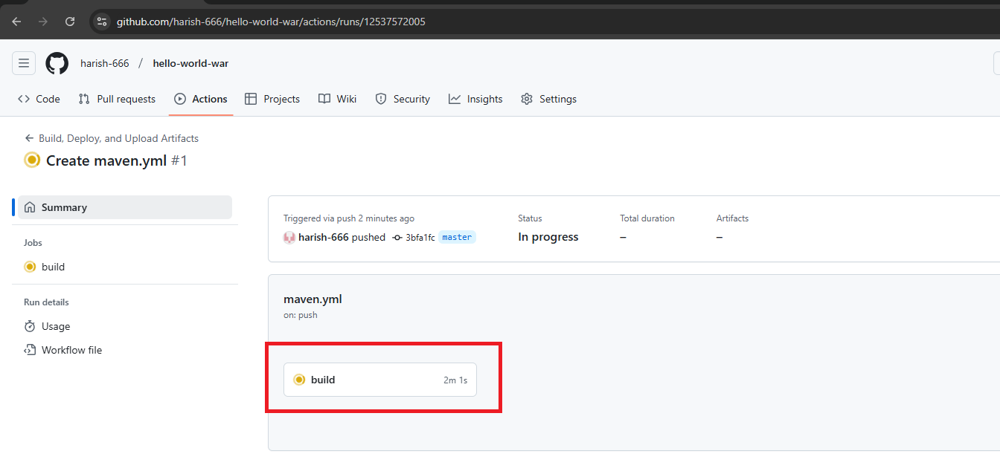 github.com/harish-666/hello-world-war/actions/runs/12537572005
harish-666 / hello-world-war
Code Pull requests Actions Projects Wiki Security Insights Settings
Build, Deploy, and Upload Artifacts
Create maven.yml #1
Summary
Jobs
build
Run details
Usage
Workflow file
Triggered via push 2 minutes ago
harish-666 pushed 3bfa1fc master
Status
In progress
Total duration
–
Artifacts
–
maven.yml
on: push
build 2m 1s